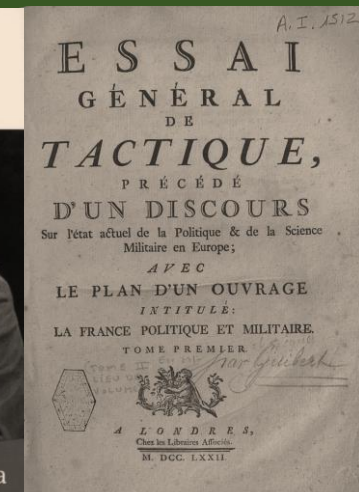 A. I. 1512
ESSAI
GÉNÉRAL
DE
TACTIQUE,
PRÉCÉDÉ
D'UN DISCOURS
Sur l'état actuel de la Politique & de la Science
Militaire en Europe;
AVEC
LE PLAN D'UN OUVRAGE
INTITULÉ:
LA FRANCE POLITIQUE ET MILITAIRE.
TOME PREMIER.
par Guibert
A LONDRES,
Chez les Libraires Associés.
M. DCC. LXXII.
a